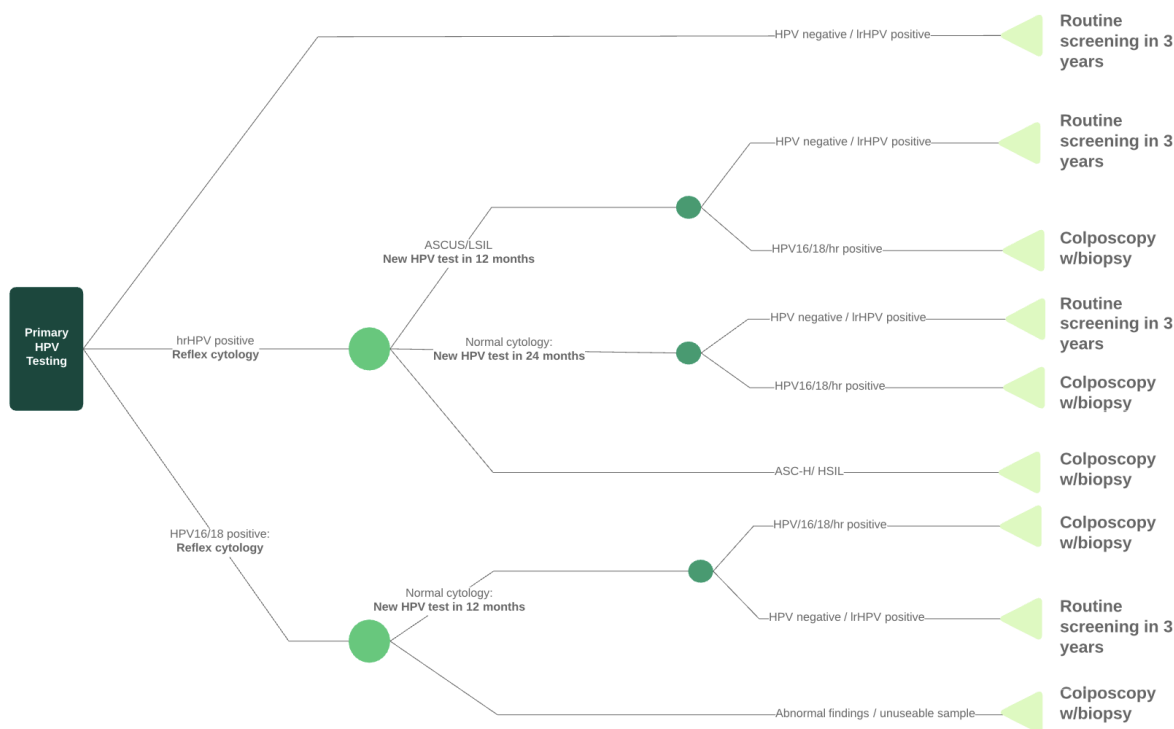 HPV negative / lrHPV positive
Routine
screening in 3
years
HPV negative / lrHPV positive
Routine
screening in 3
years
ASCUS/LSIL
New HPV test in 12 months
HPV16/18/hr positive
Colposcopy
w/biopsy
Primary
HPV
Testing
hrHPV positive
Reflex cytology
Normal cytology:
New HPV test in 24 months
HPV negative / lrHPV positive
Routine
screening in 3
years
HPV16/18/hr positive
Colposcopy
w/biopsy
ASC-H/ HSIL
Colposcopy
w/biopsy
HPV16/18 positive:
Reflex cytology
HPV/16/18/hr positive
Colposcopy
w/biopsy
Normal cytology:
New HPV test in 12 months
HPV negative / lrHPV positive
Routine
screening in 3
years
Abnormal findings / unuseable sample
Colposcopy
w/biopsy